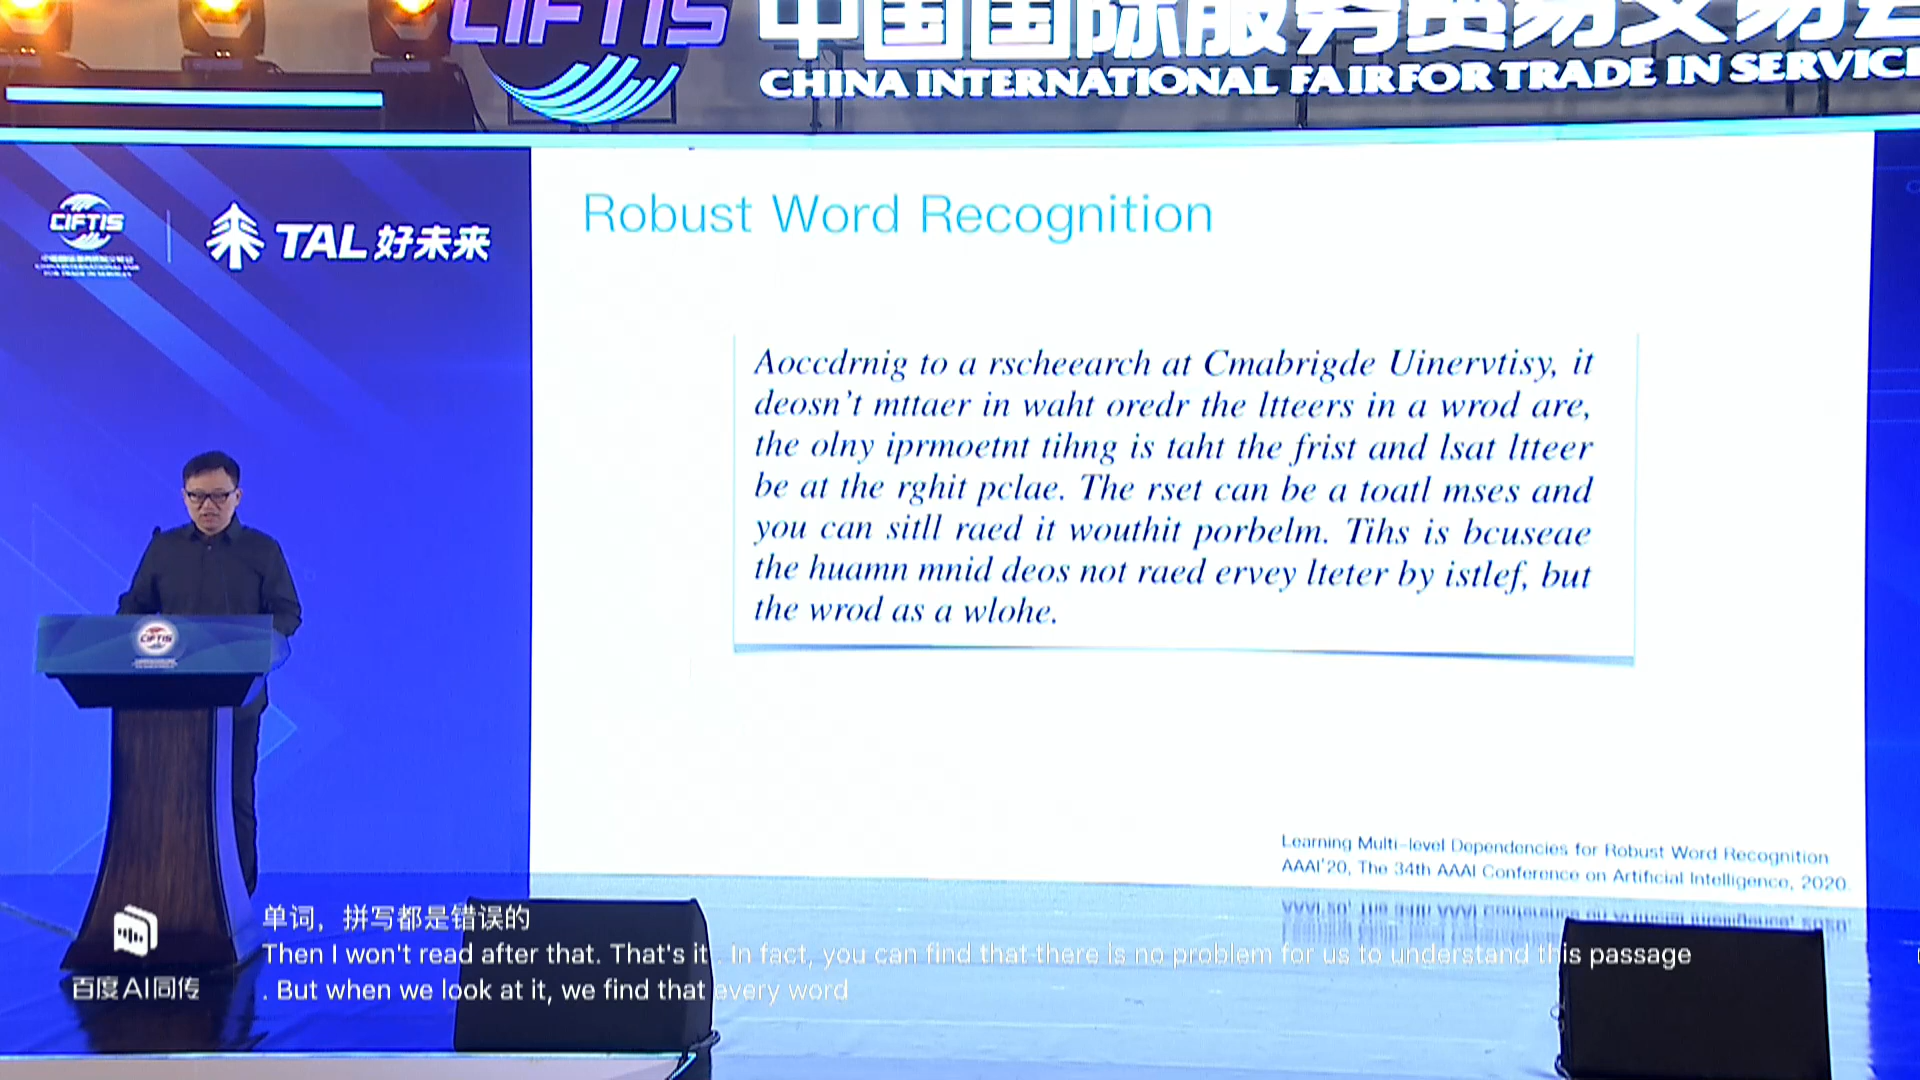 CIFTIS
中国国际服务贸易交易会
CHINA INTERNATIONAL FAIR FOR TRADE IN SERVIC
CIFTIS
TAL 好未来
Robust Word Recognition
Aoccdrnig to a rscheearch at Cmabrigde Uinervtisy, it
deosn't mttaer in waht oredr the ltteers in a wrod are,
the olny iprmoetnt tihng is taht the frist and lsat ltteer
be at the rghit pclae. The rset can be a toatl mses and
you can sitll raed it wouthit porbelm. Tihs is bcuseae
the huamn mnid deos not raed ervey lteter by istlef, but
the wrod as a wlohe.
Learning Multi-level Dependencies for Robust Word Recognition
AAAI'20, The 34th AAAI Conference on Artificial Intelligence, 2020.
CIFTIS
百度AI同传
单词，拼写都是错误的
Then I won't read after that. That's it . In fact, you can find that there is no problem for us to understand this passage
. But when we look at it, we find that every word